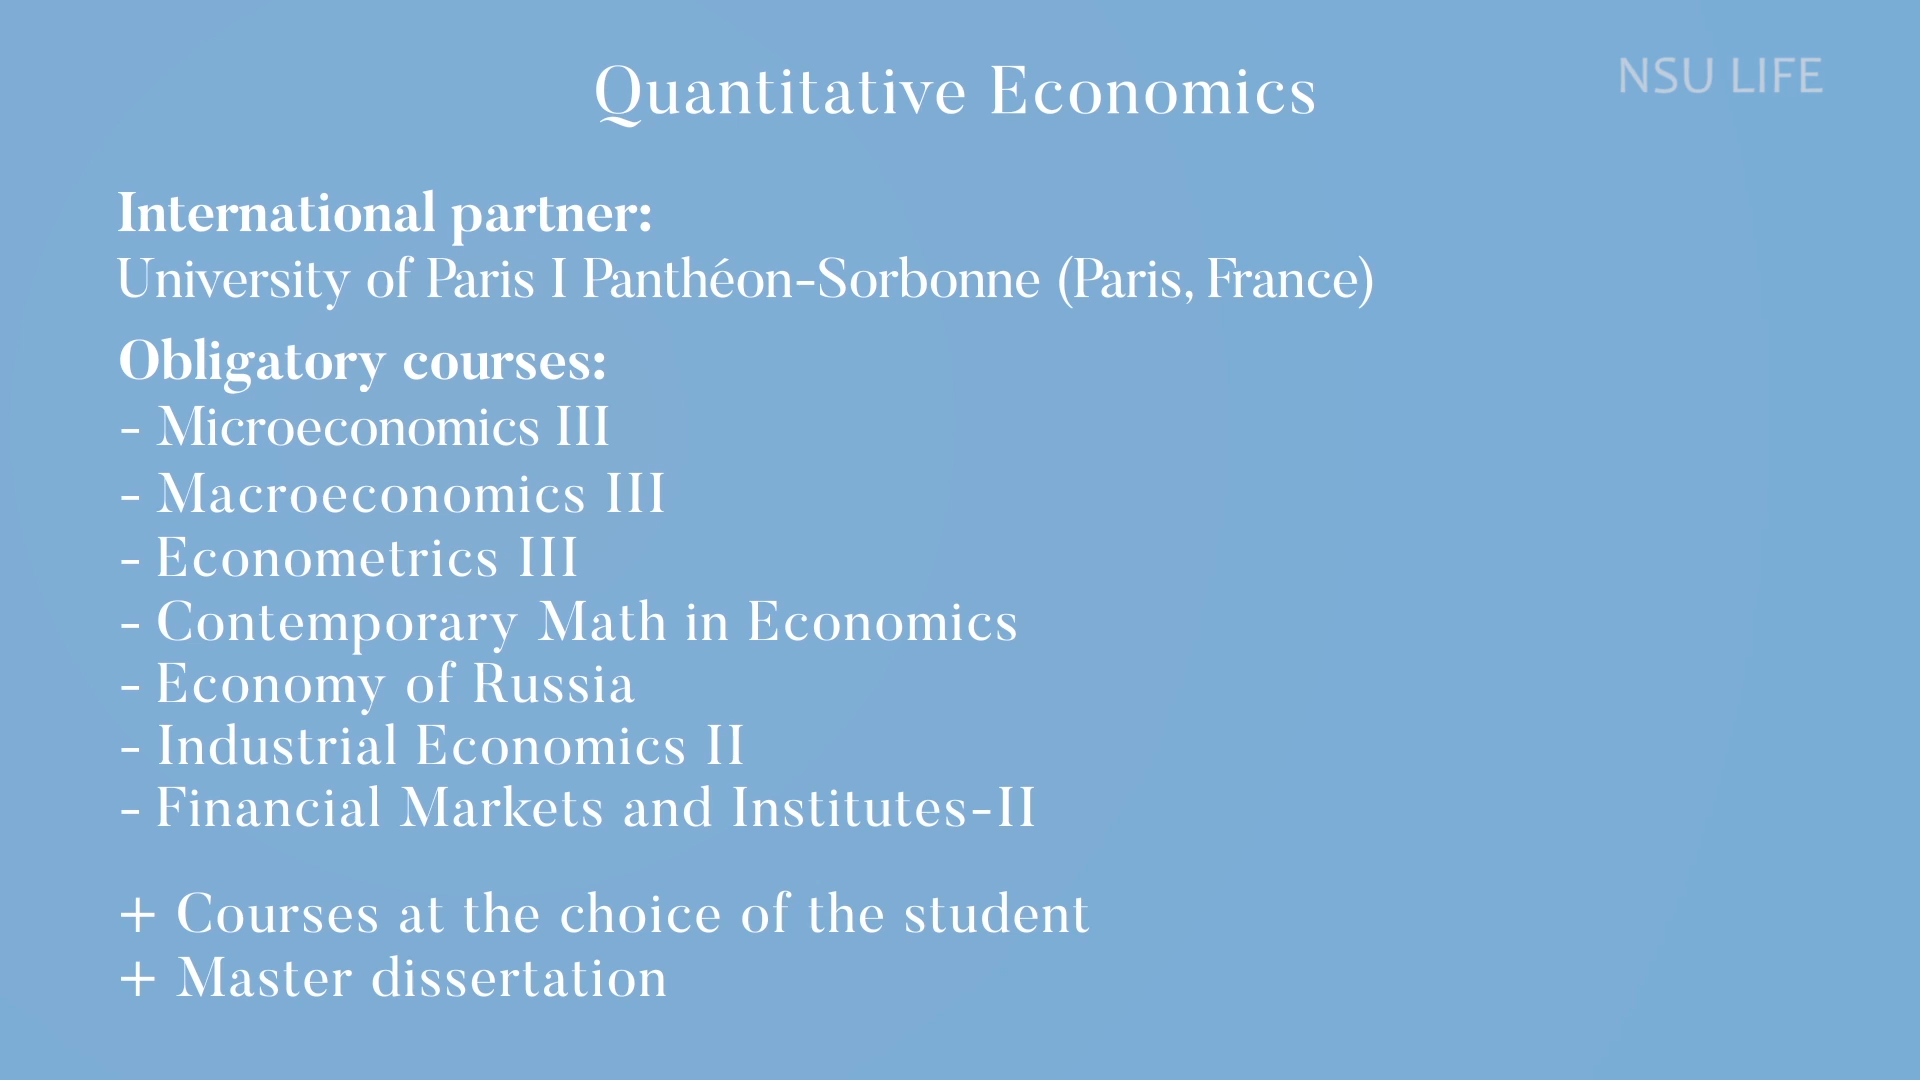 Quantitative Economics
NSU LIFE
International partner:
University of Paris I Panthéon-Sorbonne (Paris, France)
Obligatory courses:
- Microeconomics III
- Macroeconomics III
- Econometrics III
- Contemporary Math in Economics
- Economy of Russia
- Industrial Economics II
- Financial Markets and Institutes-II
+ Courses at the choice of the student
+ Master dissertation